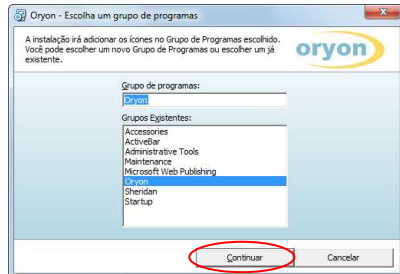 Oryon - Escolha um grupo de programas
A instalação irá adicionar os ícones no Grupo de Programas escolhido.
Você pode escolher um novo Grupo de Programas ou escolher um já
existente.
oryon
Grupo de programas:
Oryon
Grupos Existentes:
Accessories
ActiveBar
Administrative Tools
Maintenance
Microsoft Web Publishing
Oryon
Sheridan
Startup
Continuar
Cancelar